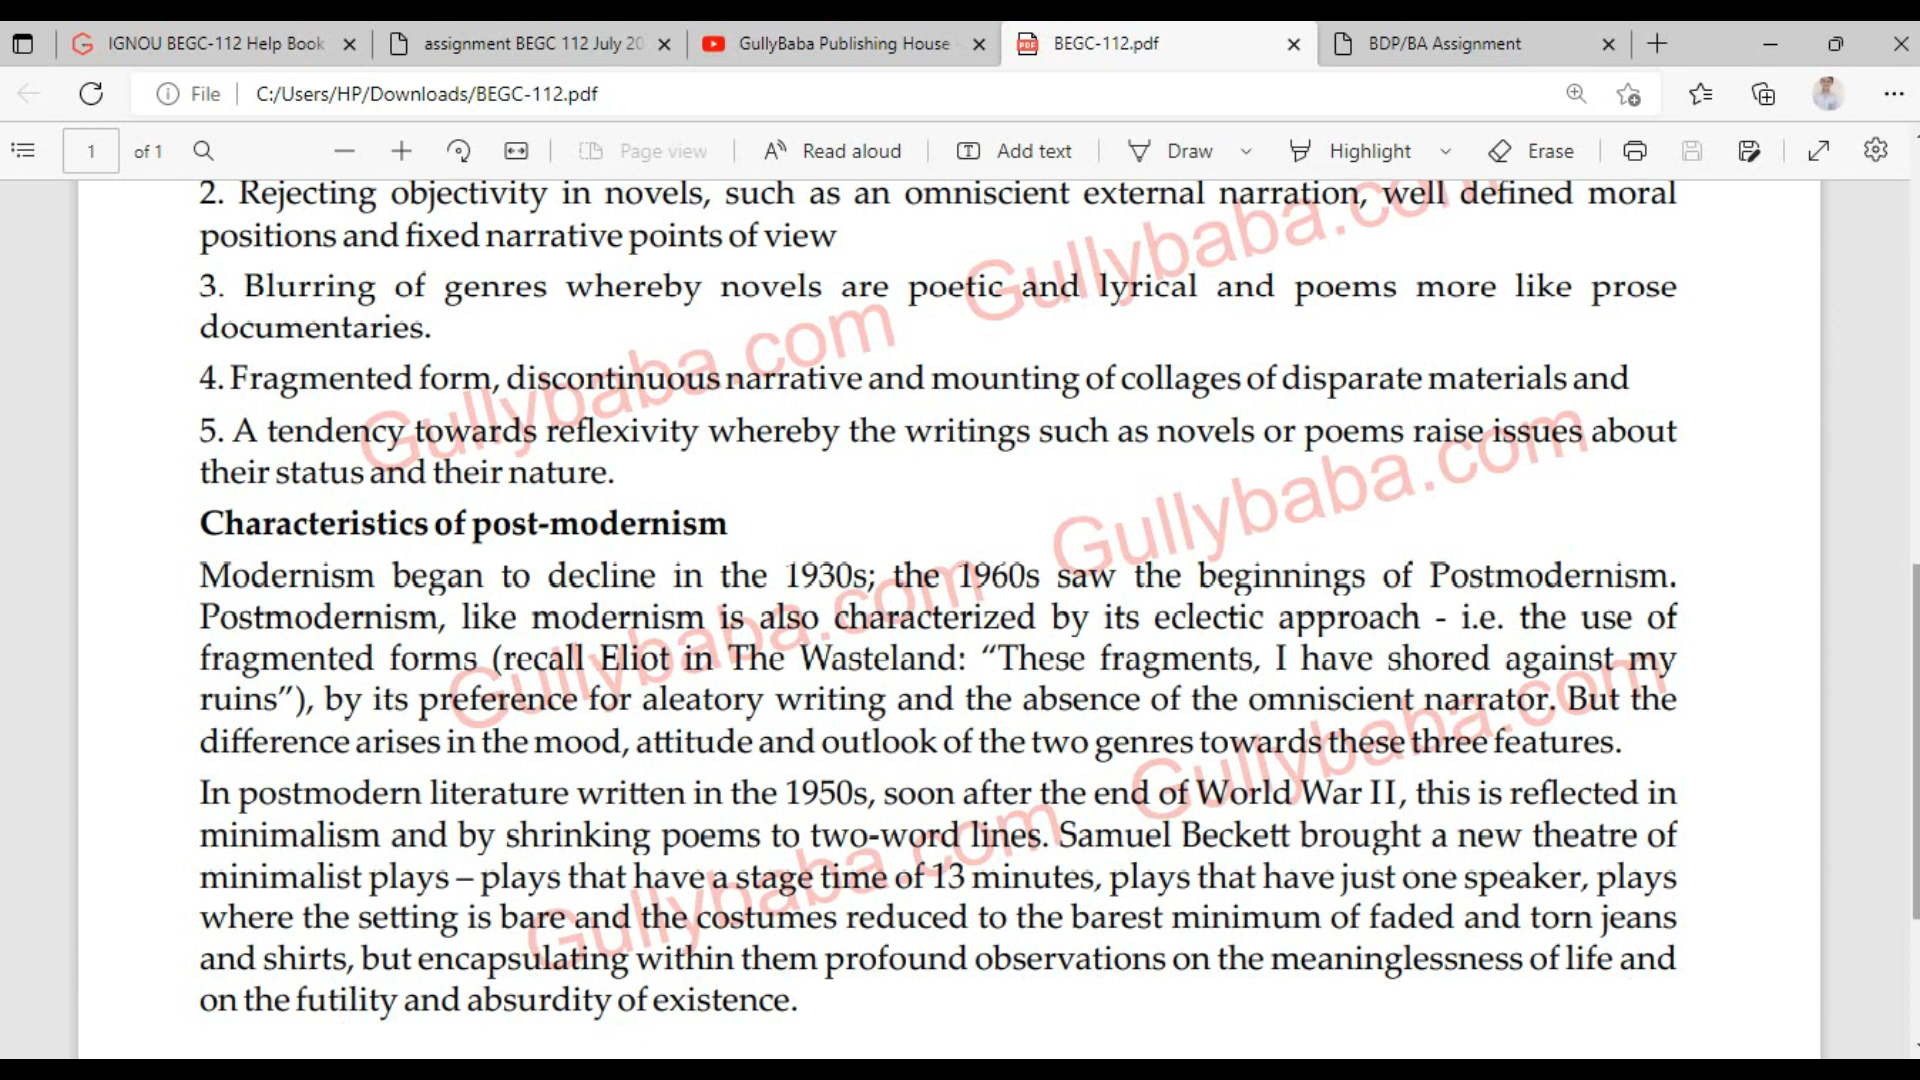 IGNOU BEGC-112 Help Book
assignment BEGC 112 July 20
GullyBaba Publishing House
BEGC-112.pdf
BDP/BA Assignment
File
C:/Users/HP/Downloads/BEGC-112.pdf
1
of 1
Page view
Read aloud
Add text
Draw
Highlight
Erase
2. Rejecting objectivity in novels, such as an omniscient external narration, well defined moral
positions and fixed narrative points of view
3. Blurring of genres whereby novels are poetic and lyrical and poems more like prose
documentaries.
4. Fragmented form, discontinuous narrative and mounting of collages of disparate materials and
5. A tendency towards reflexivity whereby the writings such as novels or poems raise issues about
their status and their nature.
Characteristics of post-modernism
Modernism began to decline in the 1930s; the 1960s saw the beginnings of Postmodernism.
Postmodernism, like modernism is also characterized by its eclectic approach - i.e. the use of
fragmented forms (recall Eliot in The Wasteland: “These fragments, I have shored against my
ruins”), by its preference for aleatory writing and the absence of the omniscient narrator. But the
difference arises in the mood, attitude and outlook of the two genres towards these three features.
In postmodern literature written in the 1950s, soon after the end of World War II, this is reflected in
minimalism and by shrinking poems to two-word lines. Samuel Beckett brought a new theatre of
minimalist plays – plays that have a stage time of 13 minutes, plays that have just one speaker, plays
where the setting is bare and the costumes reduced to the barest minimum of faded and torn jeans
and shirts, but encapsulating within them profound observations on the meaninglessness of life and
on the futility and absurdity of existence.
Gullybaba.com
Gullybaba.com
Gullybaba.com
Gullybaba.com
Gullybaba.com
Gullybaba.com